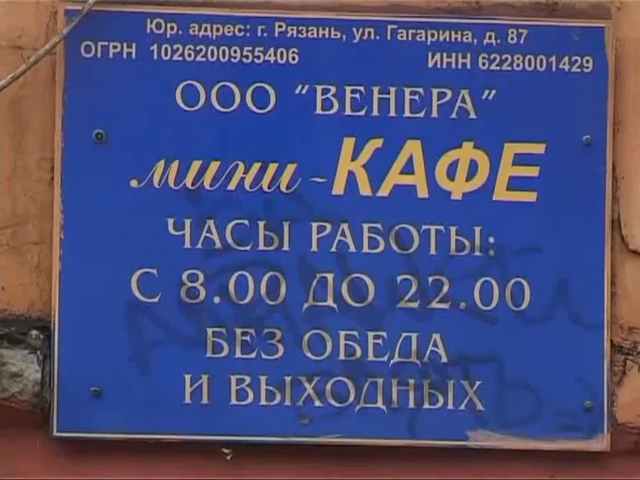 Юр. адрес: г. Рязань, ул. Гагарина, д. 87
ОГРН 1026200955406 ИНН 6228001429
ООО "ВЕНЕРА"
мини-КАФЕ
ЧАСЫ РАБОТЫ:
С 8.00 ДО 22.00
БЕЗ ОБЕДА
И ВЫХОДНЫХ